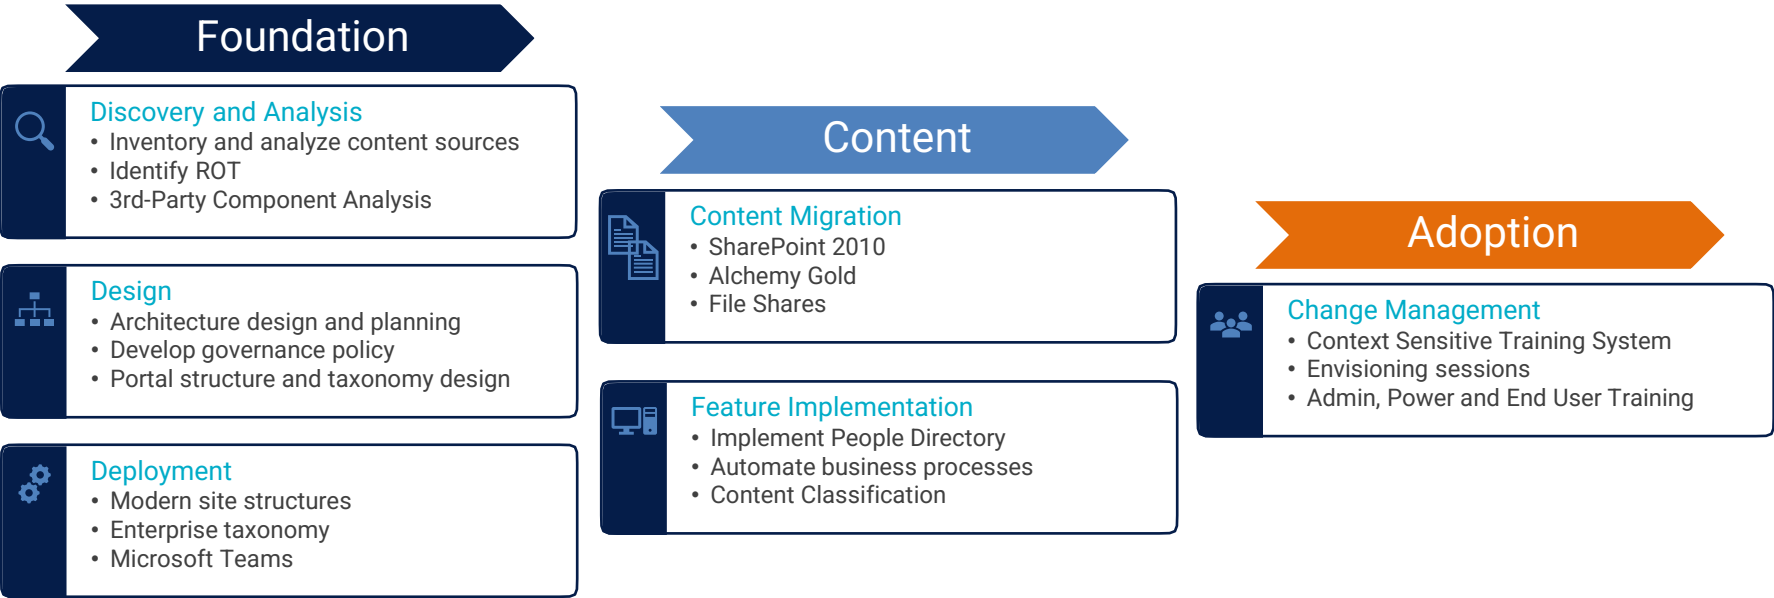 Foundation
Discovery and Analysis
• Inventory and analyze content sources
• Identify ROT
• 3rd-Party Component Analysis
Design
• Architecture design and planning
• Develop governance policy
• Portal structure and taxonomy design
Deployment
• Modern site structures
• Enterprise taxonomy
• Microsoft Teams
Content
Content Migration
• SharePoint 2010
• Alchemy Gold
• File Shares
Feature Implementation
• Implement People Directory
• Automate business processes
• Content Classification
Adoption
Change Management
• Context Sensitive Training System
• Envisioning sessions
• Admin, Power and End User Training